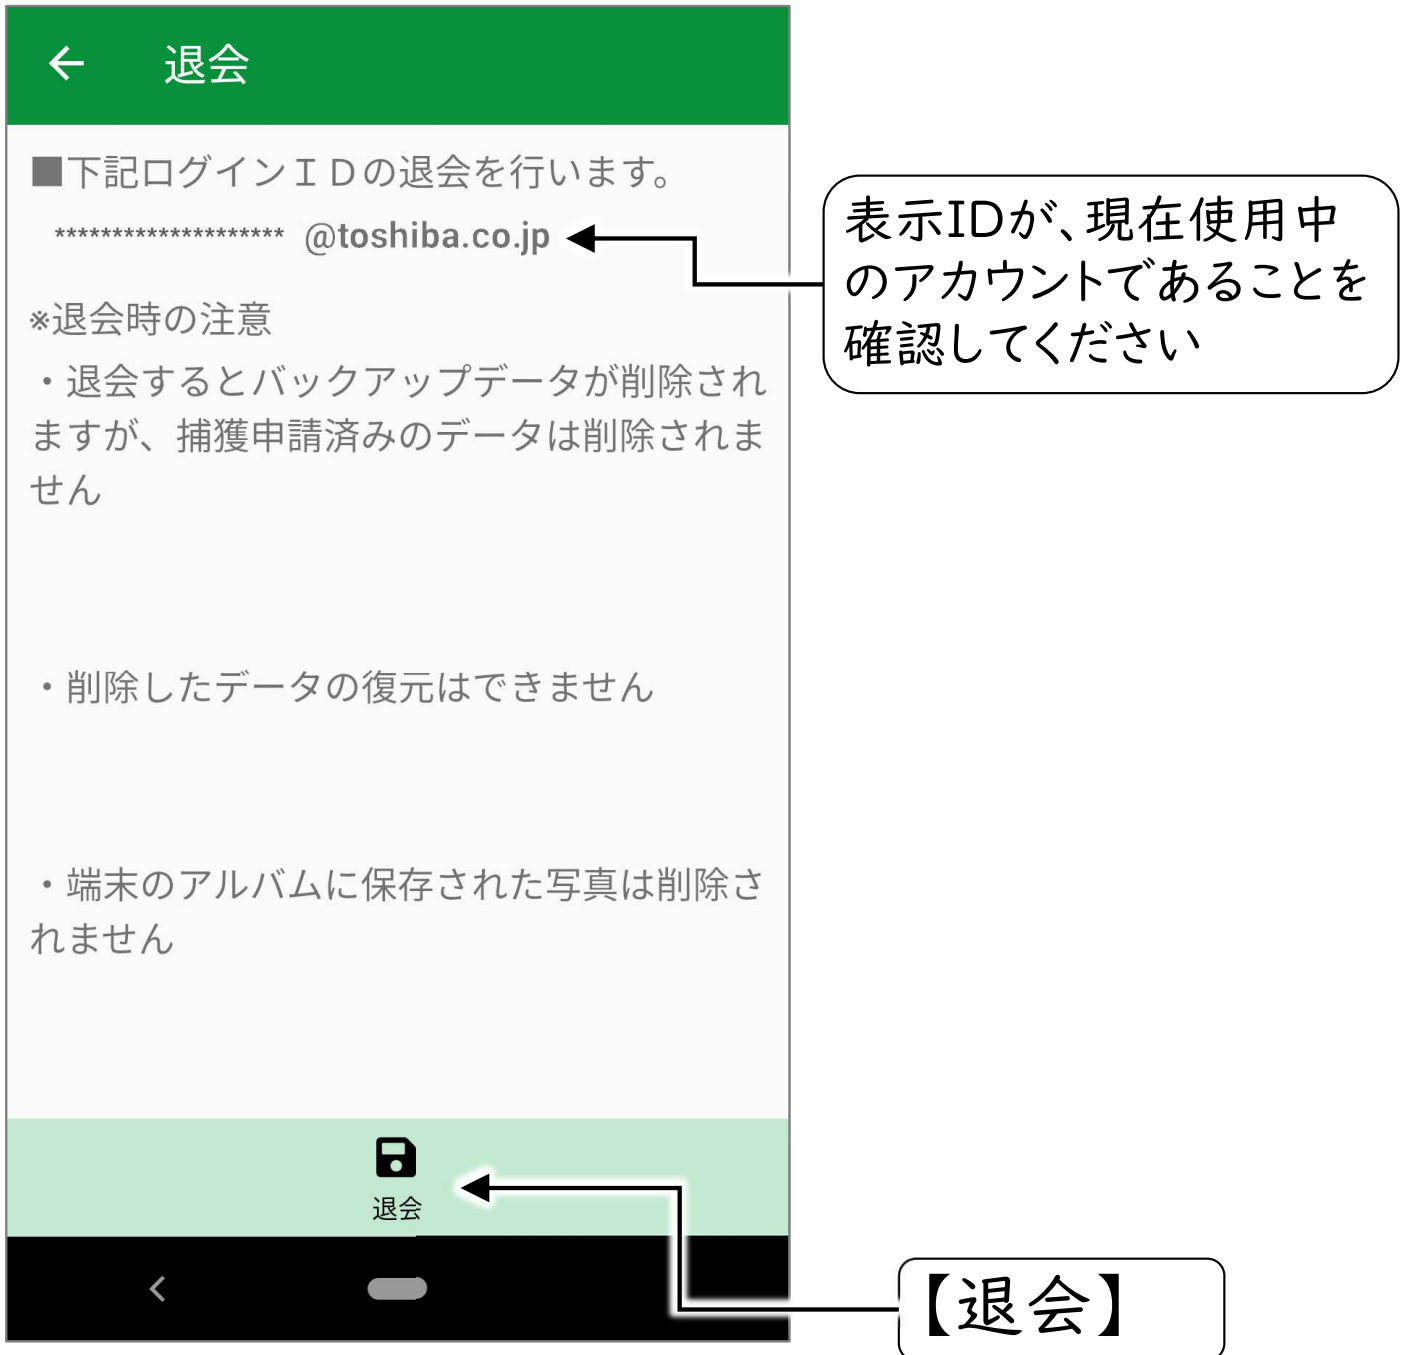 退会
■下記ログインＩＤの退会を行います。
******************** @toshiba.co.jp
表示IDが、現在使用中
のアカウントであることを
確認してください
※退会時の注意
・退会するとバックアップデータが削除され
ますが、捕獲申請済みのデータは削除されま
せん
・削除したデータの復元はできません
・端末のアルバムに保存された写真は削除さ
れません
退会
【退会】